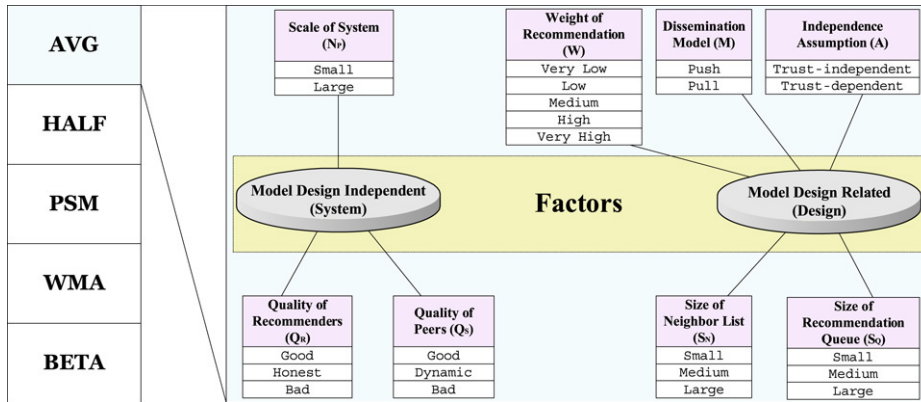 AVG
HALF
PSM
WMA
BETA
Scale of System
(NP)
Small
Large
Weight of
Recommendation
(W)
Very Low
Low
Medium
High
Very High
Dissemination
Model (M)
Push
Pull
Independence
Assumption (A)
Trust-independent
Trust-dependent
Model Design Independent
(System)
Factors
Model Design Related
(Design)
Quality of
Recommenders
(QR)
Good
Honest
Bad
Quality of
Peers (QS)
Good
Dynamic
Bad
Size of
Neighbor List
(SN)
Small
Medium
Large
Size of
Recommendation
Queue (SQ)
Small
Medium
Large